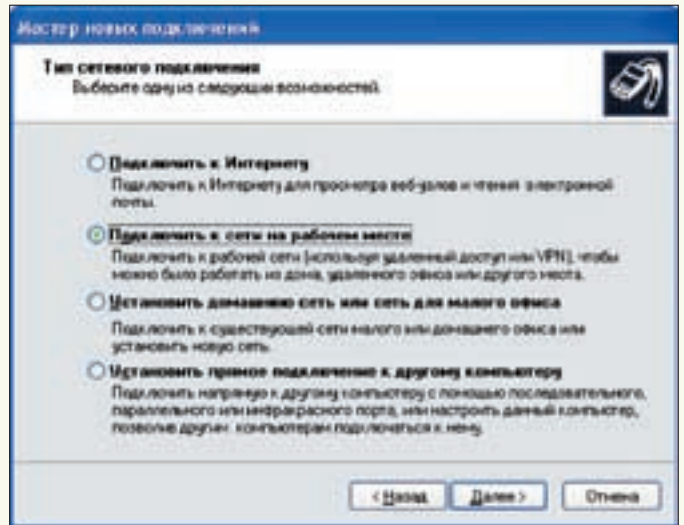 Мастер новых подключений
Тип сетевого подключения
Выберите одну из следующих возможностей.
Подключить к Интернету
Подключить к Интернету для просмотра веб-узлов и чтения электронной
почты.
Подключить к сети на рабочем месте
Подключить к рабочей сети (используя удаленный доступ или VPN), чтобы
можно было работать из дома, удаленного офиса или другого места.
Установить домашнюю сеть или сеть для малого офиса
Подключить к существующей сети малого или домашнего офиса или
установить новую сеть.
Установить прямое подключение к другому компьютеру
Подключить напрямую к другому компьютеру с помощью последовательного,
параллельного или инфракрасного порта, или настроить данный компьютер,
позволив другим компьютерам подключаться к нему.
< Назад Далее > Отмена